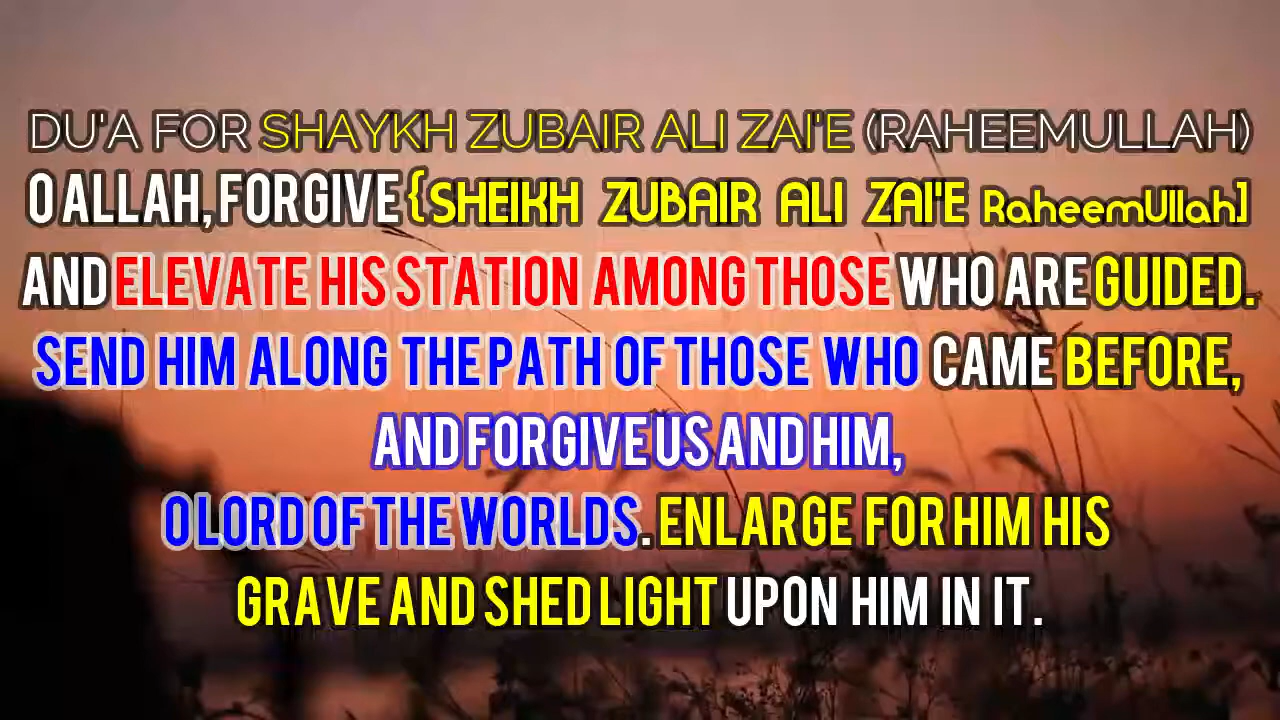 DU'A FOR SHAYKH ZUBAIR ALI ZAI'E (RAHEEMULLAH)
O ALLAH, FORGIVE {SHEIKH ZUBAIR ALI ZAI'E RaheemUllah]
AND ELEVATE HIS STATION AMONG THOSE WHO ARE GUIDED.
SEND HIM ALONG THE PATH OF THOSE WHO CAME BEFORE,
AND FORGIVE US AND HIM,
O LORD OF THE WORLDS. ENLARGE FOR HIM HIS
GRAVE AND SHED LIGHT UPON HIM IN IT.